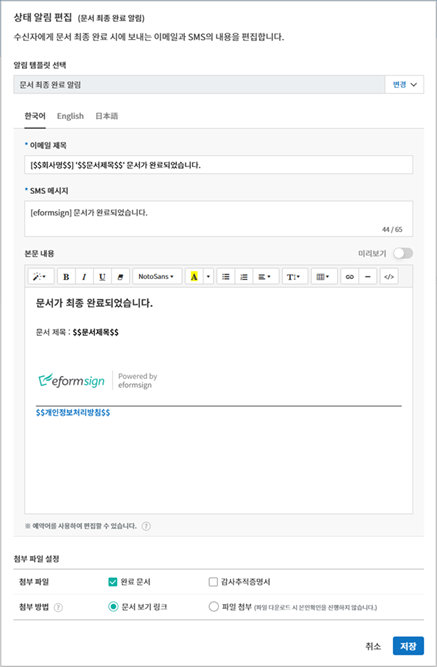 상태 알림 편집 (문서 최종 완료 알림)
수신자에게 문서 최종 완료 시에 보내는 이메일과 SMS의 내용을 편집합니다.
알림 템플릿 선택
문서 최종 완료 알림 변경
한국어 English 日本語
* 이메일 제목
[$$회사명$$] '$$문서제목$$' 문서가 완료되었습니다.
* SMS 메시지
[eformsign] 문서가 완료되었습니다.
44 / 65
본문 내용 미리보기
B I U NotoSans A T </>
문서가 최종 완료되었습니다.
문서 제목 : $$문서제목$$
eformsign Powered by
eformsign
$$개인정보처리방침$$
※ 예약어를 사용하여 편집할 수 있습니다. ?
첨부 파일 설정
첨부 파일 완료 문서 감사추적증명서
첨부 방법 ? 문서 보기 링크 파일 첨부 (파일 다운로드 시 본인확인을 진행하지 않습니다.)
취소 저장